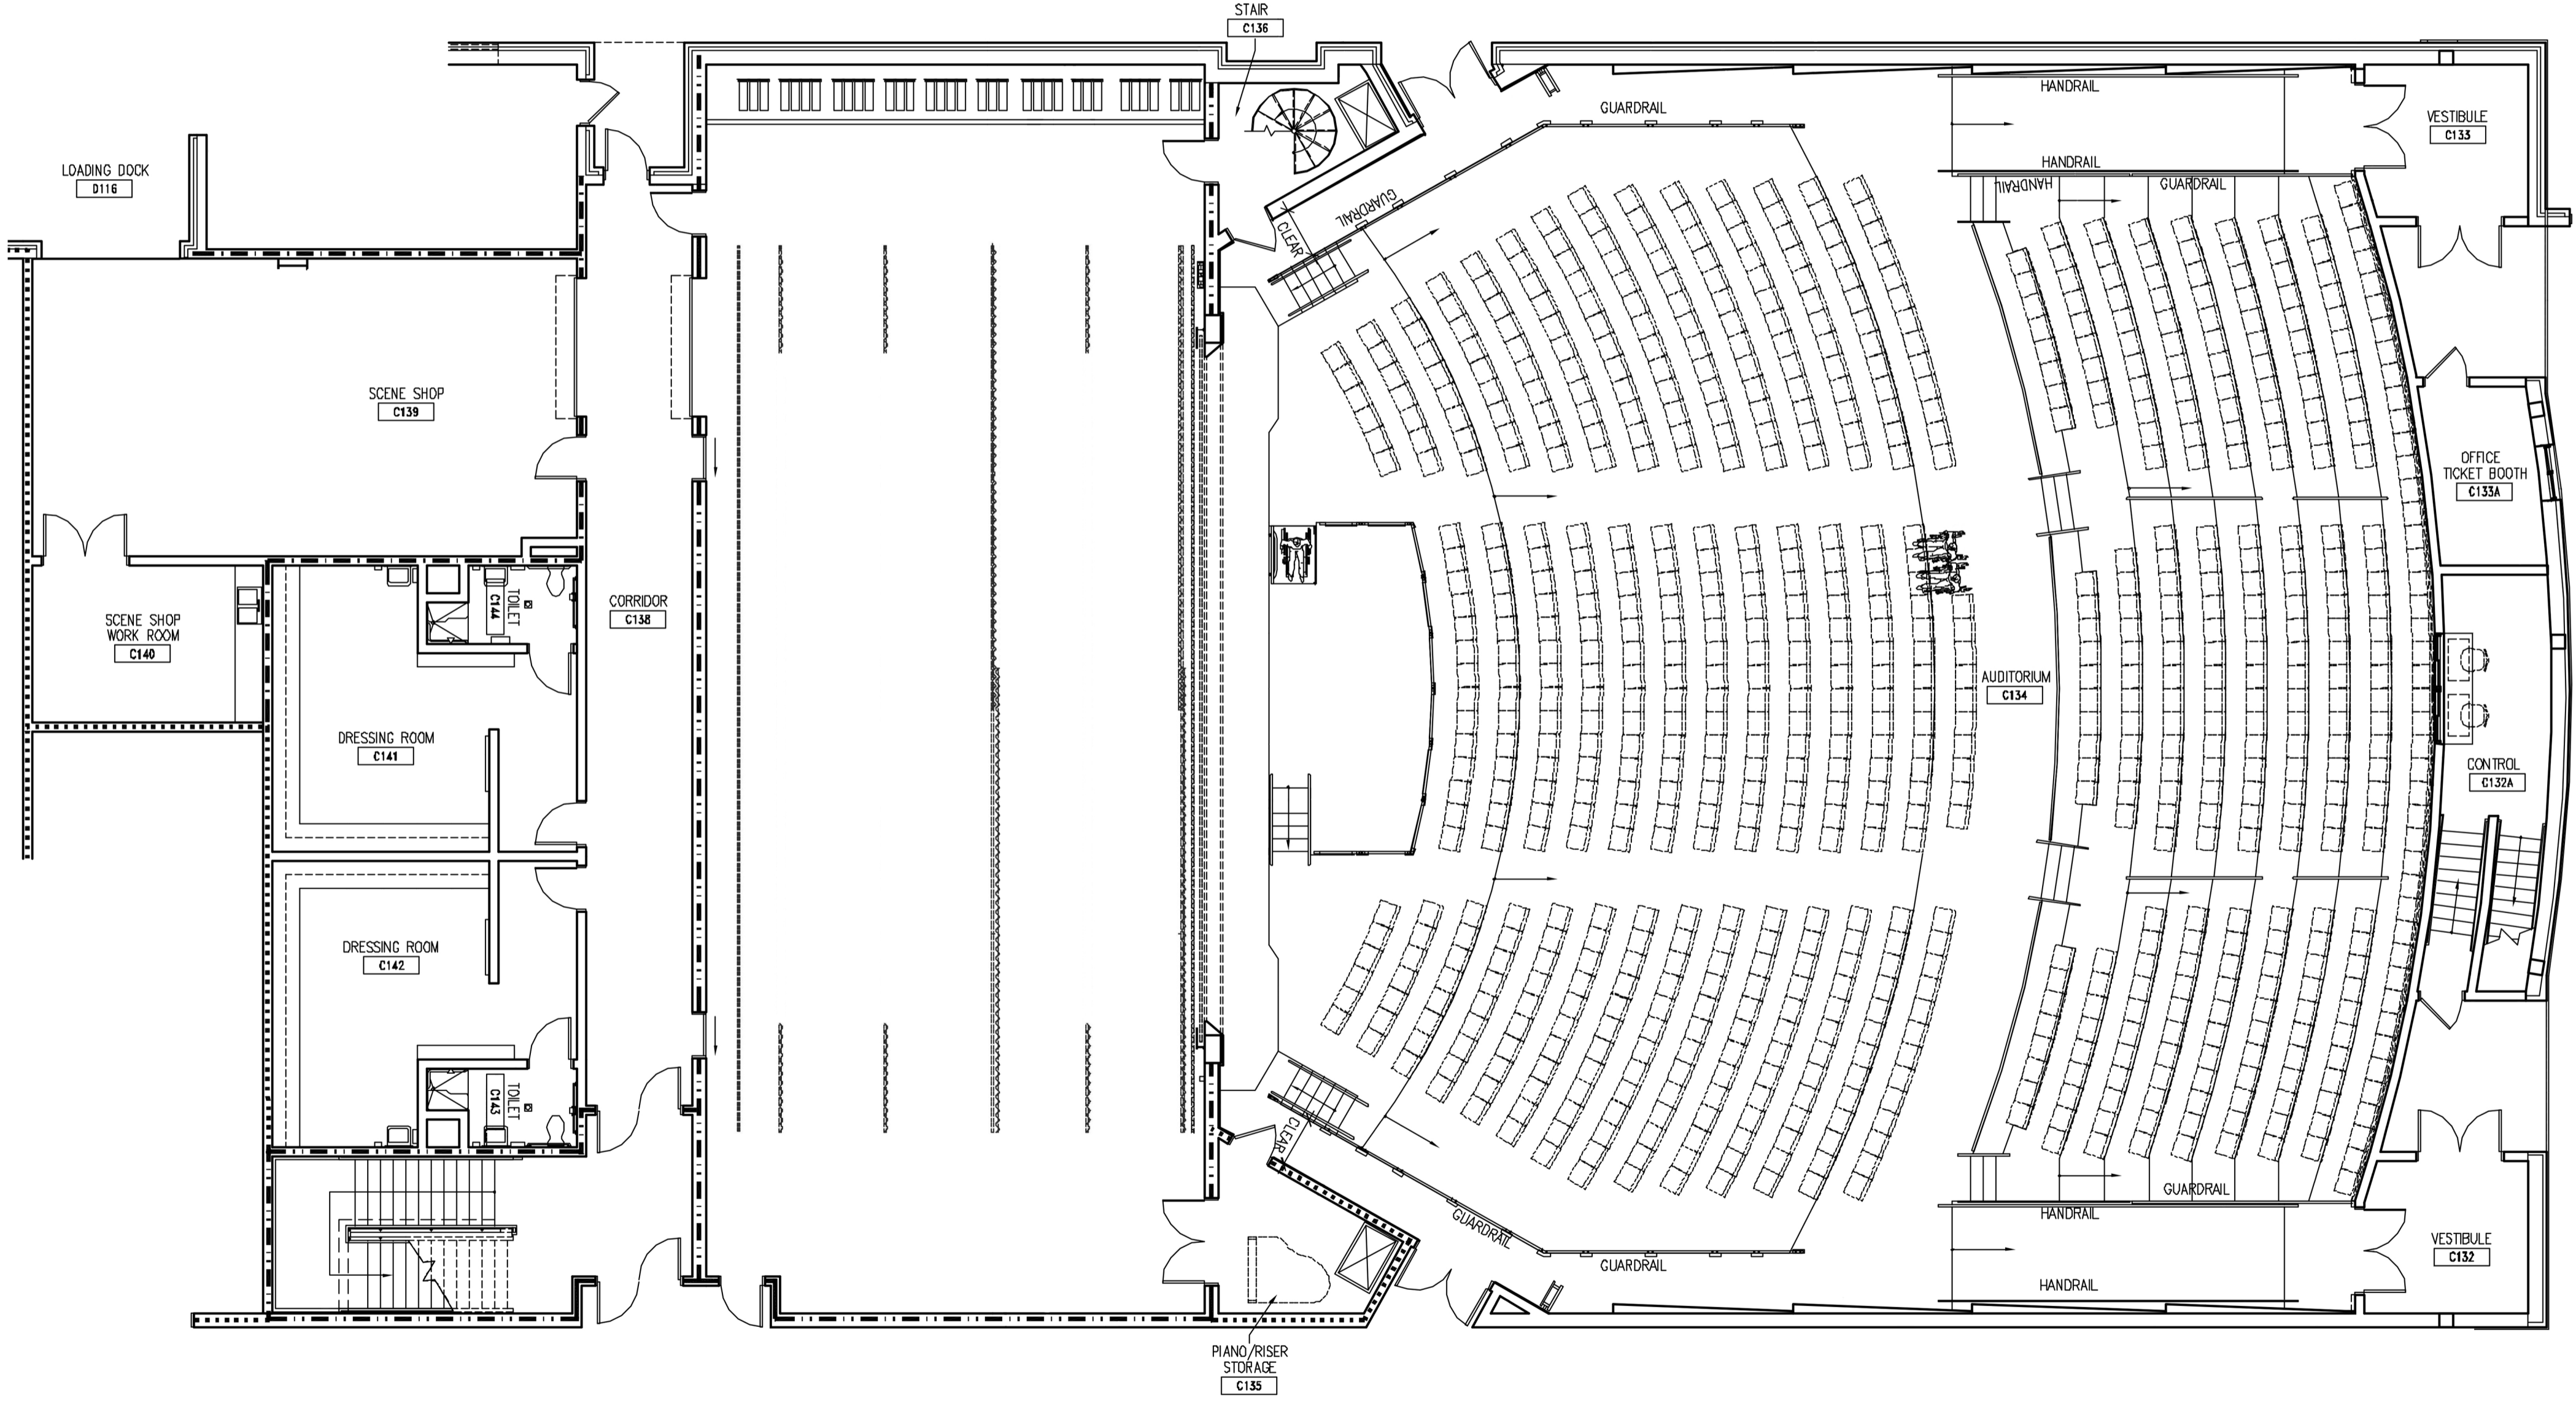 STAIR
C136
HANDRAIL
GUARDRAIL
VESTIBULE
C133
HANDRAIL
LOADING DOCK
D116
HANDRAIL
GUARDRAIL
GUARDRAIL
CLEAR
SCENE SHOP
C139
OFFICE
TICKET BOOTH
C133A
TOILET
C144
CORRIDOR
C138
SCENE SHOP
WORK ROOM
C140
AUDITORIUM
C134
DRESSING ROOM
C141
CONTROL
C132A
DRESSING ROOM
C142
TOILET
C143
CLEAR
GUARDRAIL
GUARDRAIL
HANDRAIL
VESTIBULE
C132
GUARDRAIL
HANDRAIL
PIANO/RISER
STORAGE
C135